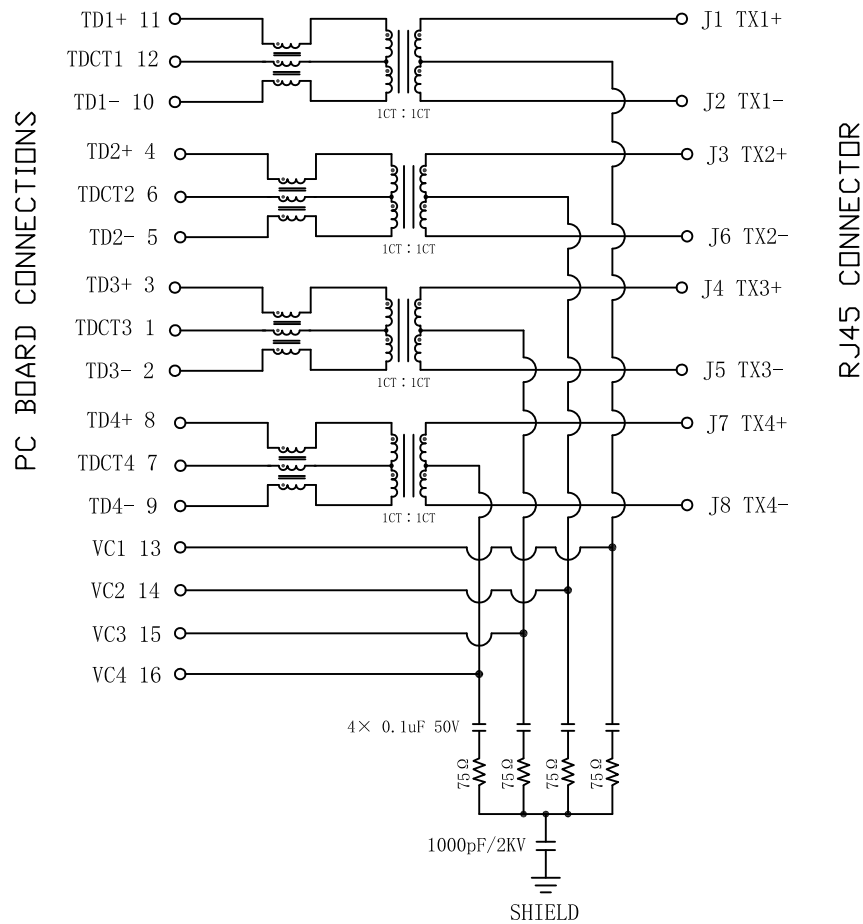 TD1+ 11
J1 TX1+
TDCT1 12
TD1- 10
J2 TX1-
1CT : 1CT
TD2+ 4
J3 TX2+
TDCT2 6
TD2- 5
J6 TX2-
1CT : 1CT
TD3+ 3
J4 TX3+
TDCT3 1
TD3- 2
J5 TX3-
1CT : 1CT
TD4+ 8
J7 TX4+
TDCT4 7
TD4- 9
J8 TX4-
1CT : 1CT
VC1 13
VC2 14
VC3 15
VC4 16
PC BOARD CONNECTIONS
RJ45 CONNECTOR
4× 0.1uF 50V
75Ω
75Ω
75Ω
75Ω
1000pF/2KV
SHIELD